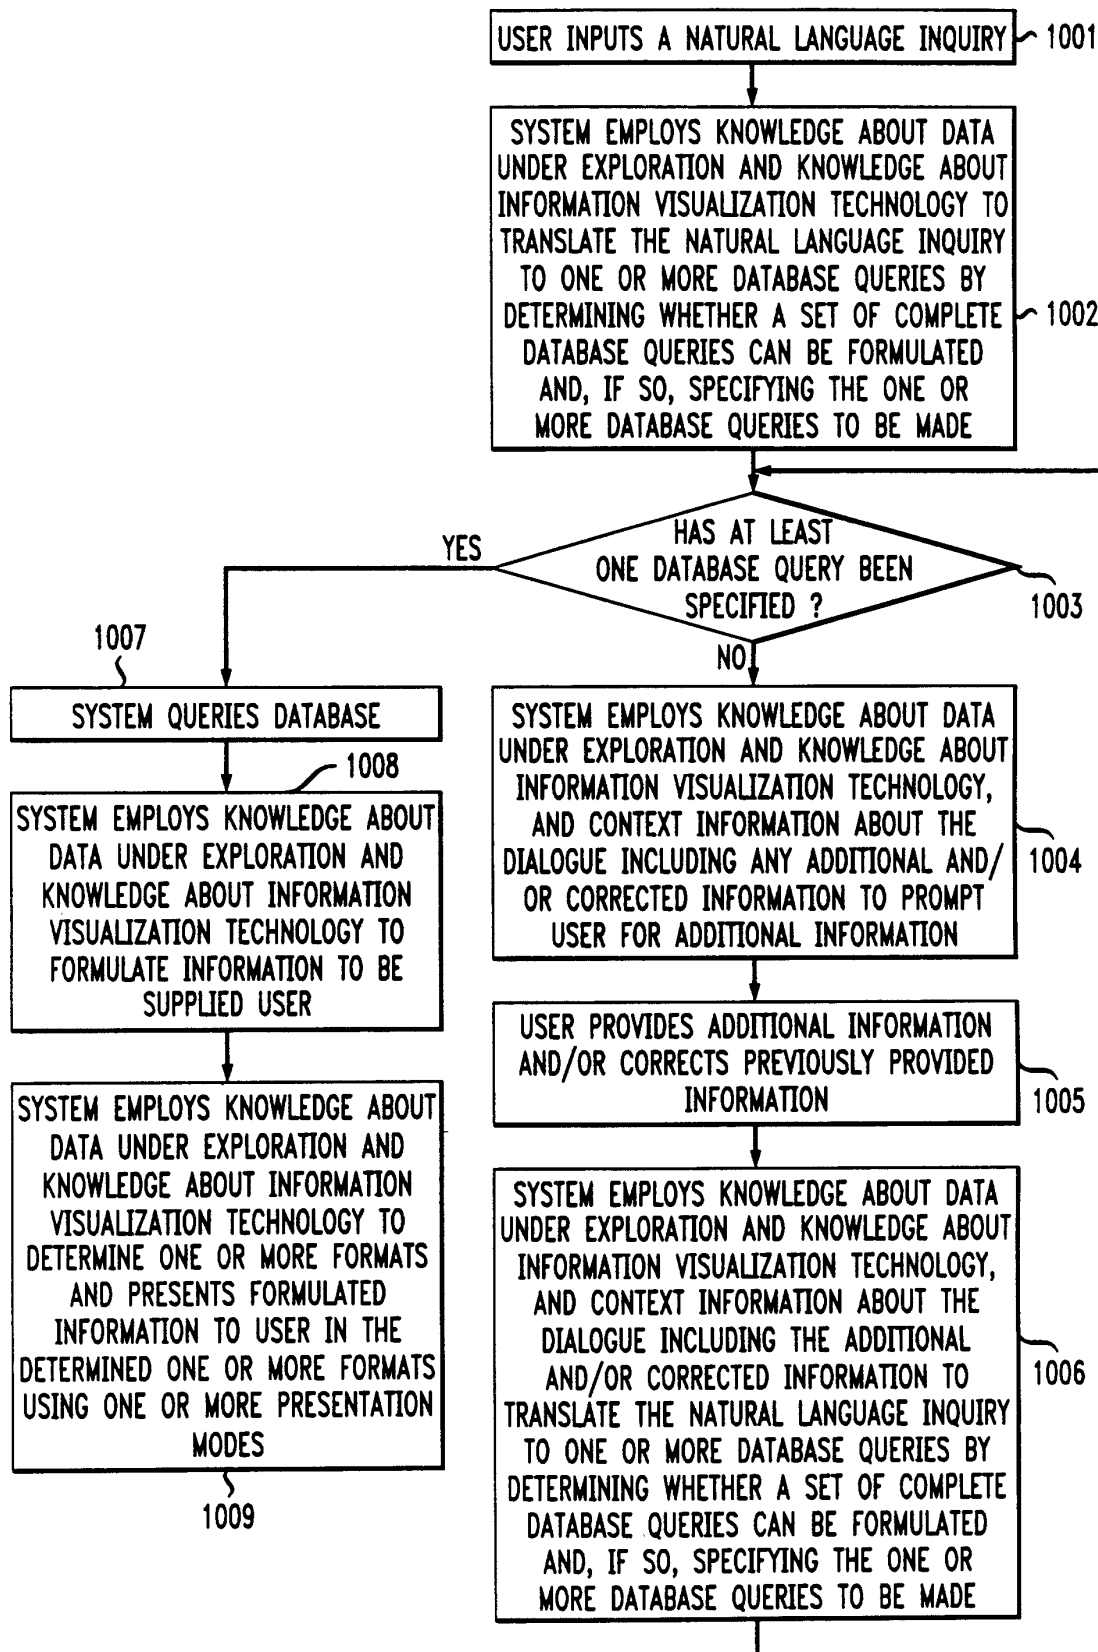 USER INPUTS A NATURAL LANGUAGE INQUIRY
1001
SYSTEM EMPLOYS KNOWLEDGE ABOUT DATA
UNDER EXPLORATION AND KNOWLEDGE ABOUT
INFORMATION VISUALIZATION TECHNOLOGY TO
TRANSLATE THE NATURAL LANGUAGE INQUIRY
TO ONE OR MORE DATABASE QUERIES BY
DETERMINING WHETHER A SET OF COMPLETE
DATABASE QUERIES CAN BE FORMULATED
AND, IF SO, SPECIFYING THE ONE OR
MORE DATABASE QUERIES TO BE MADE
1002
HAS AT LEAST
ONE DATABASE QUERY BEEN
SPECIFIED ?
1003
YES
NO
1007
SYSTEM QUERIES DATABASE
1008
SYSTEM EMPLOYS KNOWLEDGE ABOUT
DATA UNDER EXPLORATION AND
KNOWLEDGE ABOUT INFORMATION
VISUALIZATION TECHNOLOGY TO
FORMULATE INFORMATION TO BE
SUPPLIED USER
SYSTEM EMPLOYS KNOWLEDGE ABOUT
DATA UNDER EXPLORATION AND
KNOWLEDGE ABOUT INFORMATION
VISUALIZATION TECHNOLOGY TO
DETERMINE ONE OR MORE FORMATS
AND PRESENTS FORMULATED
INFORMATION TO USER IN THE
DETERMINED ONE OR MORE FORMATS
USING ONE OR MORE PRESENTATION
MODES
1009
SYSTEM EMPLOYS KNOWLEDGE ABOUT DATA
UNDER EXPLORATION AND KNOWLEDGE ABOUT
INFORMATION VISUALIZATION TECHNOLOGY,
AND CONTEXT INFORMATION ABOUT THE
DIALOGUE INCLUDING ANY ADDITIONAL AND/
OR CORRECTED INFORMATION TO PROMPT
USER FOR ADDITIONAL INFORMATION
1004
USER PROVIDES ADDITIONAL INFORMATION
AND/OR CORRECTS PREVIOUSLY PROVIDED
INFORMATION
1005
SYSTEM EMPLOYS KNOWLEDGE ABOUT DATA
UNDER EXPLORATION AND KNOWLEDGE ABOUT
INFORMATION VISUALIZATION TECHNOLOGY,
AND CONTEXT INFORMATION ABOUT THE
DIALOGUE INCLUDING THE ADDITIONAL
AND/OR CORRECTED INFORMATION TO
TRANSLATE THE NATURAL LANGUAGE INQUIRY
TO ONE OR MORE DATABASE QUERIES BY
DETERMINING WHETHER A SET OF COMPLETE
DATABASE QUERIES CAN BE FORMULATED
AND, IF SO, SPECIFYING THE ONE OR
MORE DATABASE QUERIES TO BE MADE
1006